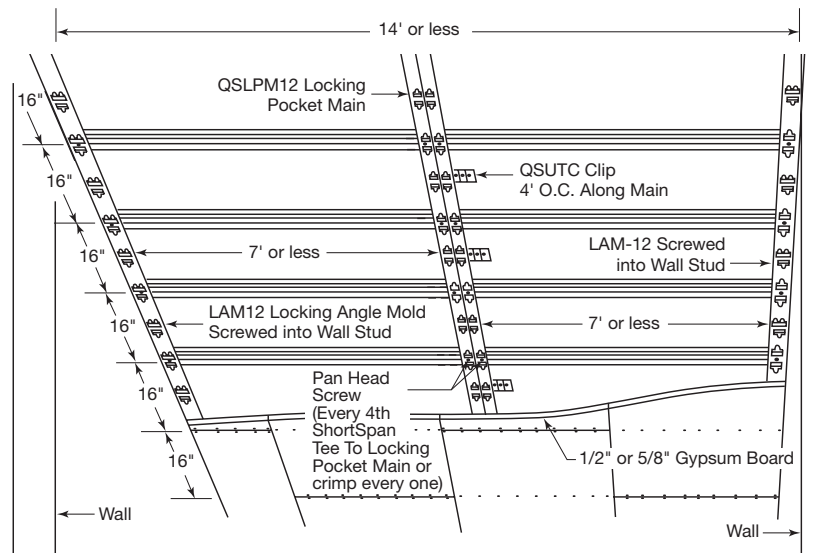 14' or less
QSLPM12 Locking
Pocket Main
16"
16"
QSUTC Clip
4' O.C. Along Main
16"
7' or less
LAM-12 Screwed
into Wall Stud
16"
LAM12 Locking Angle Mold
Screwed into Wall Stud
7' or less
16"
Pan Head
Screw
(Every 4th
ShortSpan
Tee To Locking
Pocket Main or
crimp every one)
16"
1/2" or 5/8" Gypsum Board
16"
Wall
Wall